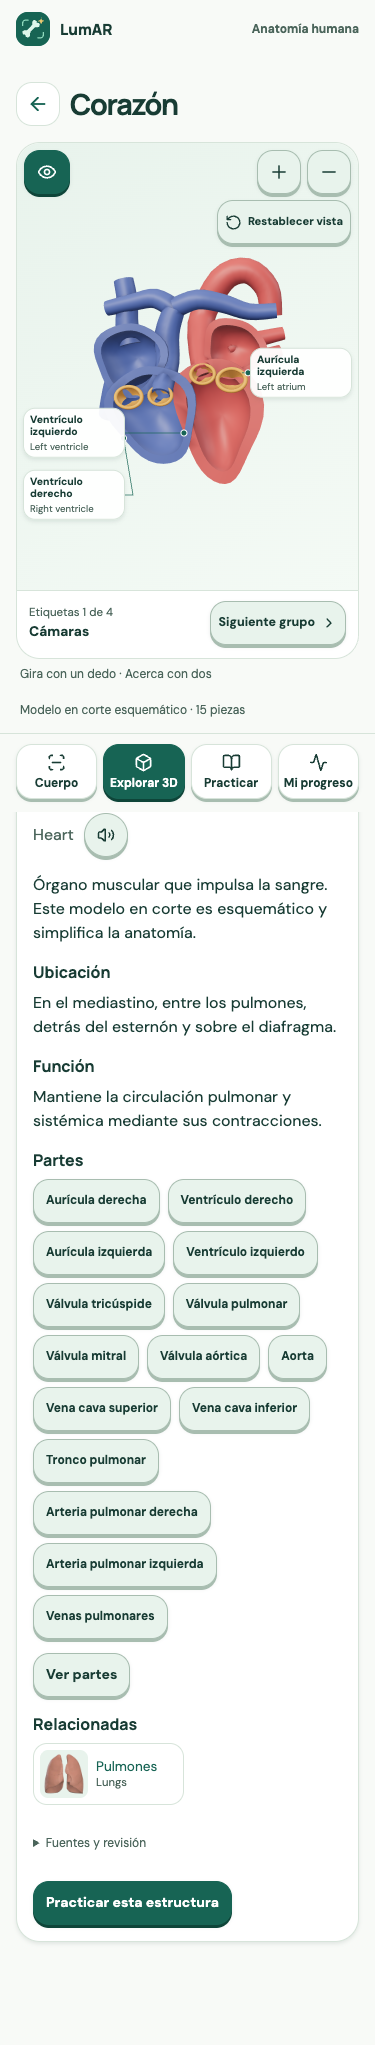 LumAR
Anatomía humana
Corazón
Restablecer vista
Aurícula
izquierda
Left atrium
Ventrículo
izquierdo
Left ventricle
Ventrículo
derecho
Right ventricle
Etiquetas 1 de 4
Cámaras
Siguiente grupo
Gira con un dedo · Acerca con dos
Modelo en corte esquemático · 15 piezas
Cuerpo
Explorar 3D
Practicar
Mi progreso
Heart
Órgano muscular que impulsa la sangre.
Este modelo en corte es esquemático y
simplifica la anatomía.
Ubicación
En el mediastino, entre los pulmones,
detrás del esternón y sobre el diafragma.
Función
Mantiene la circulación pulmonar y
sistémica mediante sus contracciones.
Partes
Aurícula derecha
Ventrículo derecho
Aurícula izquierda
Ventrículo izquierdo
Válvula tricúspide
Válvula pulmonar
Válvula mitral
Válvula aórtica
Aorta
Vena cava superior
Vena cava inferior
Tronco pulmonar
Arteria pulmonar derecha
Arteria pulmonar izquierda
Venas pulmonares
Ver partes
Relacionadas
Pulmones
Lungs
Fuentes y revisión
Practicar esta estructura